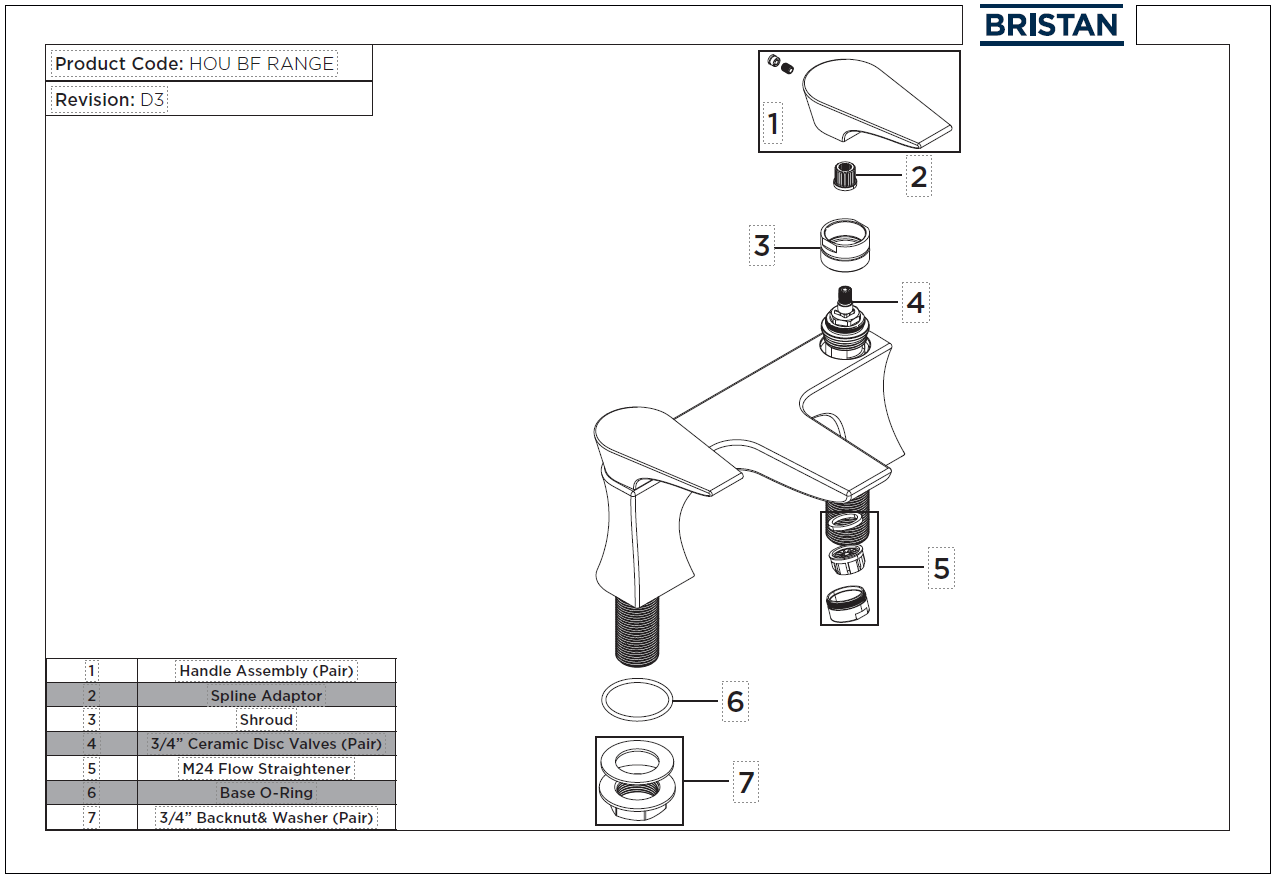 BRISTAN
Product Code: HOU BF RANGE
Revision: D3
1
2
3
4
5
6
7
1 Handle Assembly (Pair)
2 Spline Adaptor
3 Shroud
4 3/4” Ceramic Disc Valves (Pair)
5 M24 Flow Straightener
6 Base O-Ring
7 3/4” Backnut& Washer (Pair)